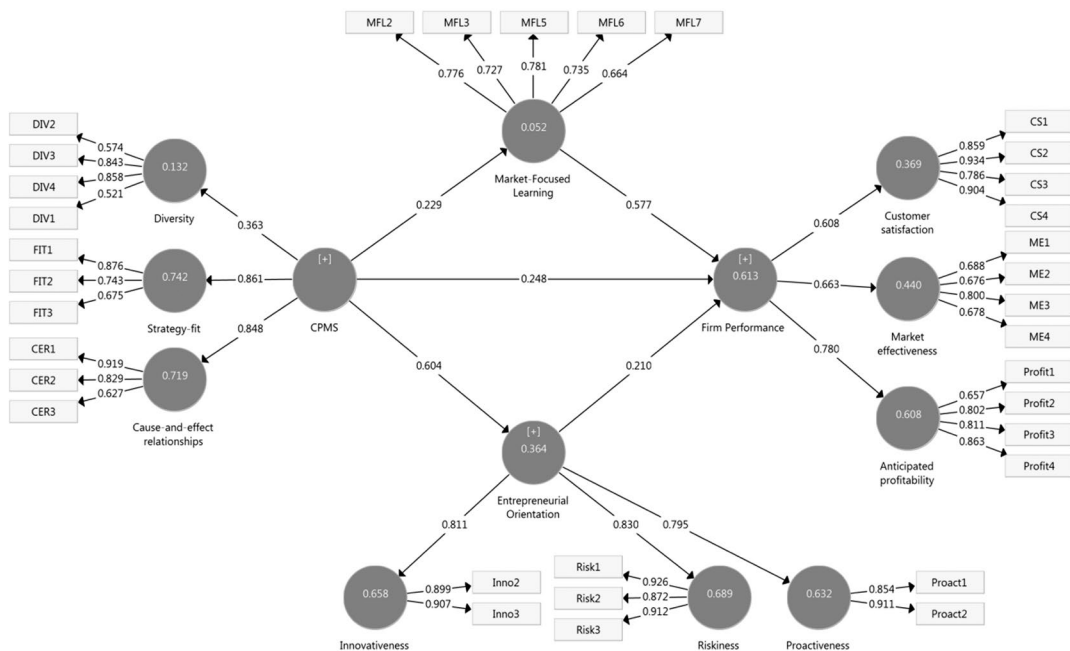 MFL2
MFL3
MFL5
MFL6
MFL7
0.776
0.727
0.781
0.735
0.664
0.052
Market-Focused
Learning
DIV2
DIV3
DIV4
DIV1
0.574
0.843
0.858
0.521
0.132
Diversity
0.363
FIT1
FIT2
FIT3
0.876
0.743
0.675
0.742
Strategy-fit
0.861
CER1
CER2
CER3
0.919
0.829
0.627
0.719
Cause-and-effect
relationships
0.848
[+]
CPMS
0.229
0.577
0.248
0.604
0.210
[+]
0.613
Firm Performance
0.608
0.663
0.780
0.369
Customer
satisfaction
0.859
0.934
0.786
0.904
CS1
CS2
CS3
CS4
0.440
Market
effectiveness
0.688
0.676
0.800
0.678
ME1
ME2
ME3
ME4
0.608
Anticipated
profitability
0.657
0.802
0.811
0.863
Profit1
Profit2
Profit3
Profit4
[+]
0.364
Entrepreneurial
Orientation
0.811
0.830
0.795
0.658
Innovativeness
0.899
0.907
Inno2
Inno3
Risk1
Risk2
Risk3
0.926
0.872
0.912
0.689
Riskiness
0.632
Proactiveness
0.854
0.911
Proact1
Proact2